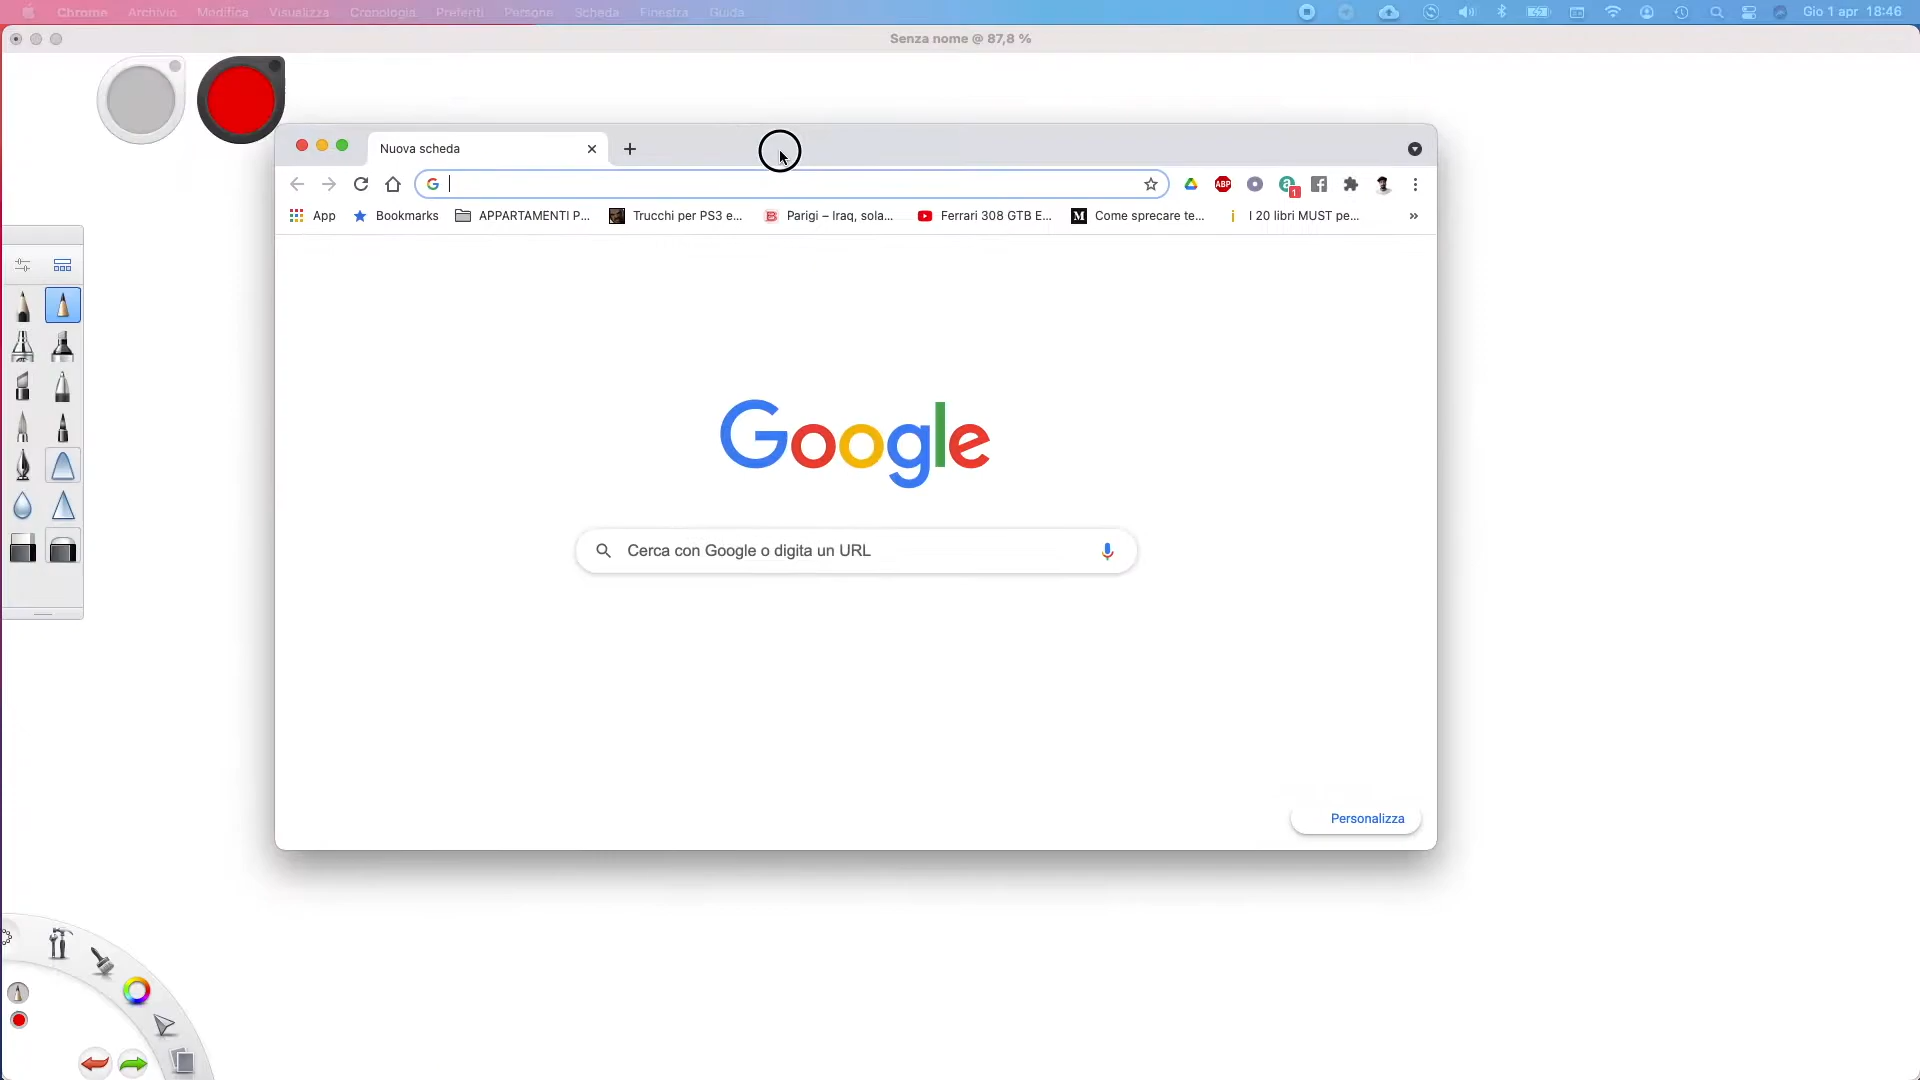 Chrome Archivio Modifica Visualizza Cronologia Preferiti Persone Scheda Finestra Guida Gio 1 apr 18:46
Senza nome @ 87,8 %
Nuova scheda
ABP
1
App Bookmarks APPARTAMENTI P... Trucchi per PS3 e... Parigi – Iraq, sola... Ferrari 308 GTB E... M Come sprecare te... I 20 libri MUST pe... »
Google
Cerca con Google o digita un URL
Personalizza